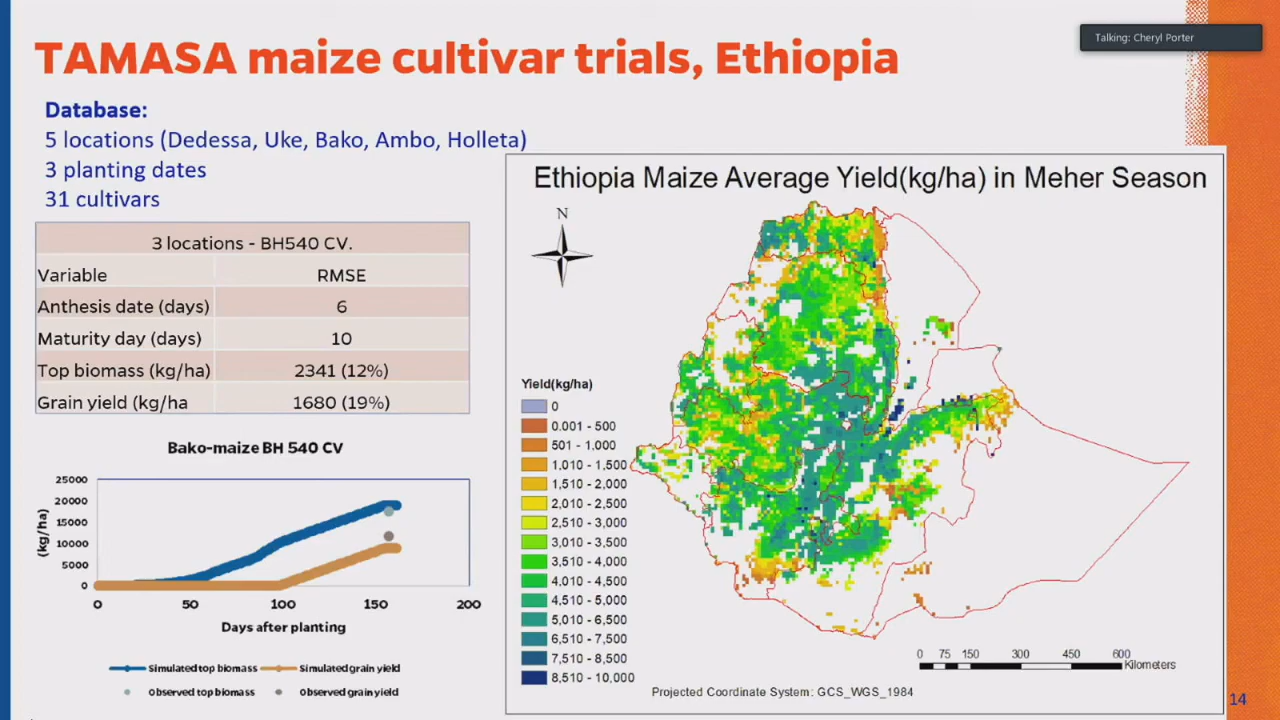 Talking: Cheryl Porter
TAMASA maize cultivar trials, Ethiopia
Database:
5 locations (Dedessa, Uke, Bako, Ambo, Holleta)
3 planting dates
31 cultivars
3 locations - BH540 CV.
Variable RMSE
Anthesis date (days) 6
Maturity day (days) 10
Top biomass (kg/ha) 2341 (12%)
Grain yield (kg/ha 1680 (19%)
Bako-maize BH 540 CV
25000
20000
15000
10000
5000
0
(kg/ha)
0 50 100 150 200
Days after planting
Simulated top biomass Simulated grain yield
Observed top biomass Observed grain yield
Ethiopia Maize Average Yield(kg/ha) in Meher Season
N
Yield(kg/ha)
0
0.001 - 500
501 - 1,000
1,010 - 1,500
1,510 - 2,000
2,010 - 2,500
2,510 - 3,000
3,010 - 3,500
3,510 - 4,000
4,010 - 4,500
4,510 - 5,000
5,010 - 6,500
6,510 - 7,500
7,510 - 8,500
8,510 - 10,000
0 75 150 300 450 600
Kilometers
Projected Coordinate System: GCS_WGS_1984
14